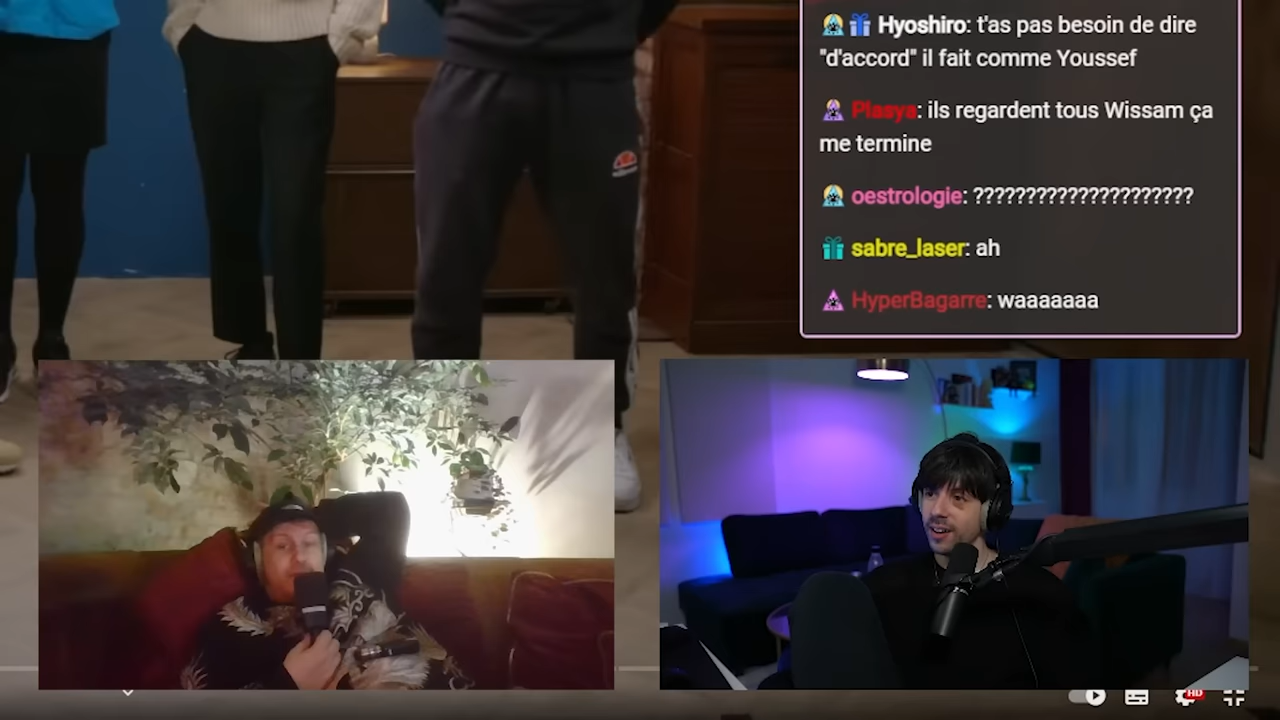 Hyoshiro: t'as pas besoin de dire
"d'accord" il fait comme Youssef
Plasya: ils regardent tous Wissam ça
me termine
oestrologie: ?????????????????????
sabre_laser: ah
HyperBagarre: waaaaaaa
HD